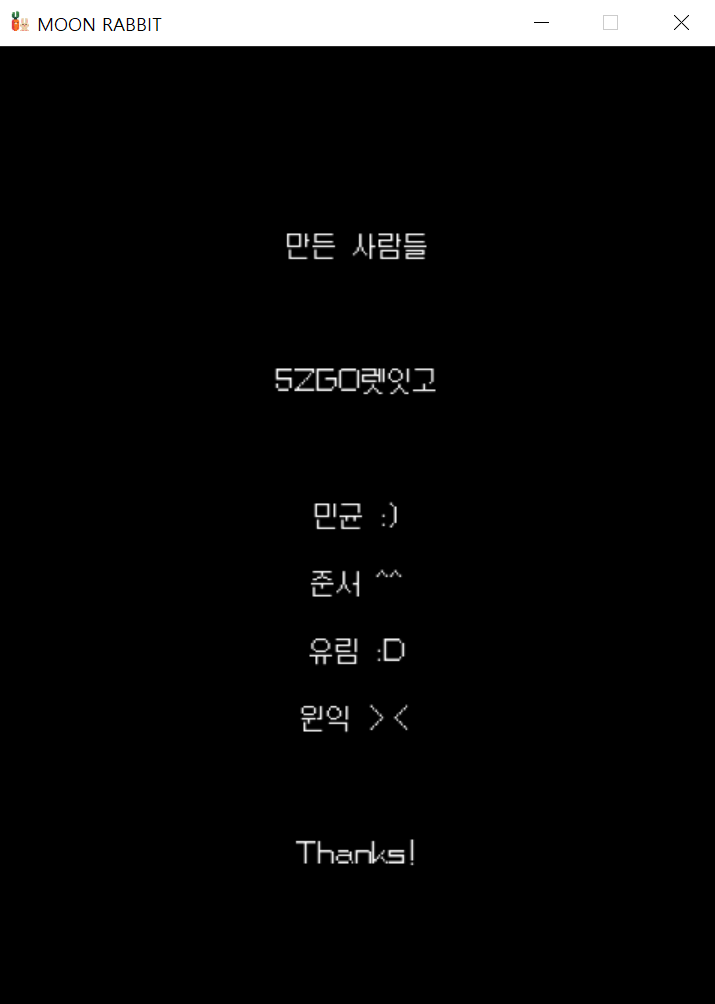 MOON RABBIT
만든 사람들
5ZGO렛잇고
민균 :)
준서 ^^
유림 :D
원익 ><
Thanks!